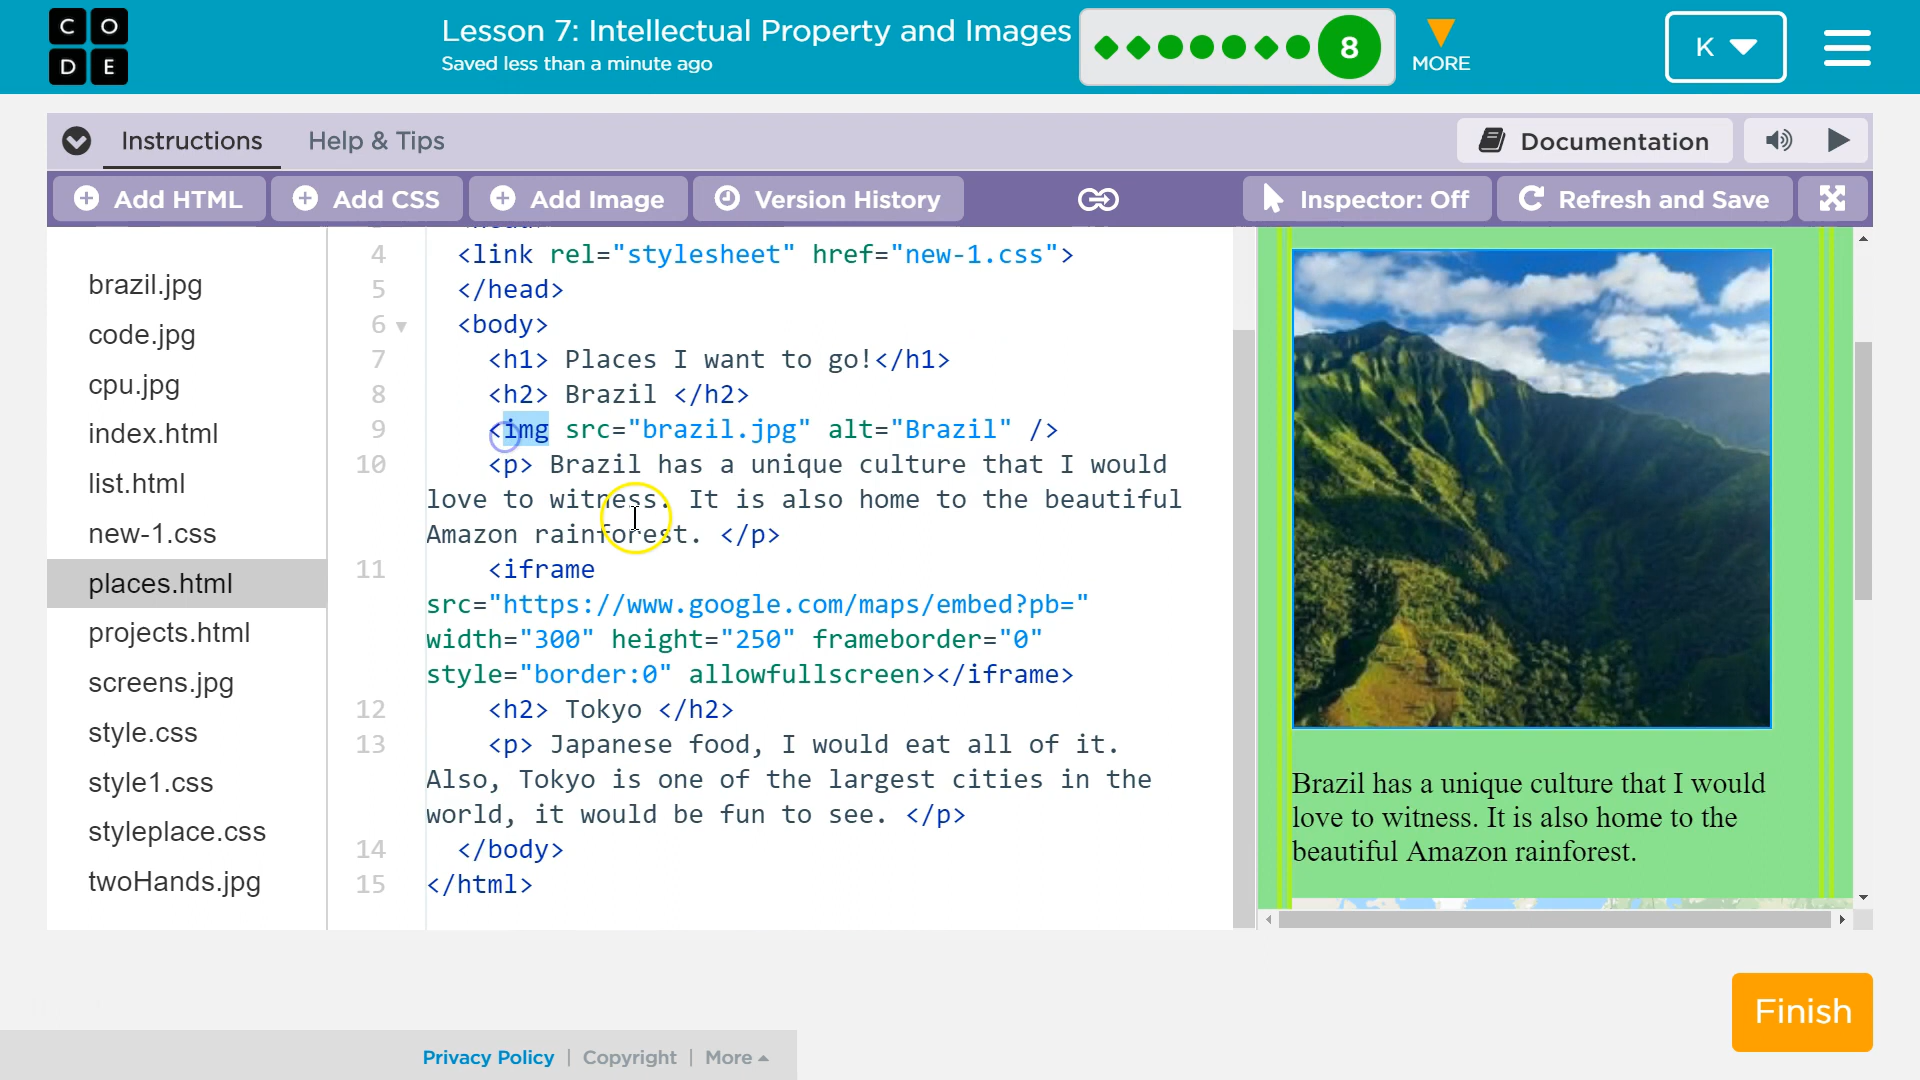 CODE
Lesson 7: Intellectual Property and Images
Saved less than a minute ago
8
MORE
K
Instructions
Help & Tips
Documentation
Add HTML
Add CSS
Add Image
Version History
Inspector: Off
Refresh and Save
brazil.jpg
code.jpg
cpu.jpg
index.html
list.html
new-1.css
places.html
projects.html
screens.jpg
style.css
style1.css
styleplace.css
twoHands.jpg
4 <link rel="stylesheet" href="new-1.css">
5 </head>
6 <body>
7 <h1> Places I want to go!</h1>
8 <h2> Brazil </h2>
9 <img src="brazil.jpg" alt="Brazil" />
10 <p> Brazil has a unique culture that I would
love to witness. It is also home to the beautiful
Amazon rainforest. </p>
11 <iframe
src="https://www.google.com/maps/embed?pb="
width="300" height="250" frameborder="0"
style="border:0" allowfullscreen></iframe>
12 <h2> Tokyo </h2>
13 <p> Japanese food, I would eat all of it.
Also, Tokyo is one of the largest cities in the
world, it would be fun to see. </p>
14 </body>
15 </html>
Brazil has a unique culture that I would
love to witness. It is also home to the
beautiful Amazon rainforest.
Finish
Privacy Policy | Copyright | More